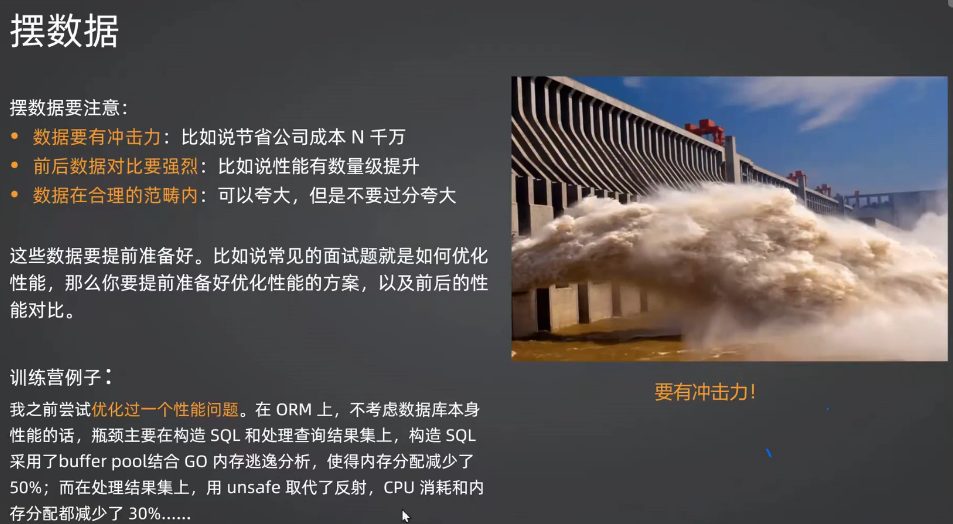 摆数据
摆数据要注意：
• 数据要有冲击力：比如说节省公司成本 N 千万
• 前后数据对比要强烈：比如说性能有数量级提升
• 数据在合理的范畴内：可以夸大，但是不要过分夸大
这些数据要提前准备好。比如说常见的面试题就是如何优化
性能，那么你要提前准备好优化性能的方案，以及前后的性
能对比。
训练营例子：
我之前尝试优化过一个性能问题。在 ORM 上，不考虑数据库本身
性能的话，瓶颈主要在构造 SQL 和处理查询结果集上，构造 SQL
采用了buffer pool结合 GO 内存逃逸分析，使得内存分配减少了
50%；而在处理结果集上，用 unsafe 取代了反射，CPU 消耗和内
存分配都减少了 30%......
要有冲击力！